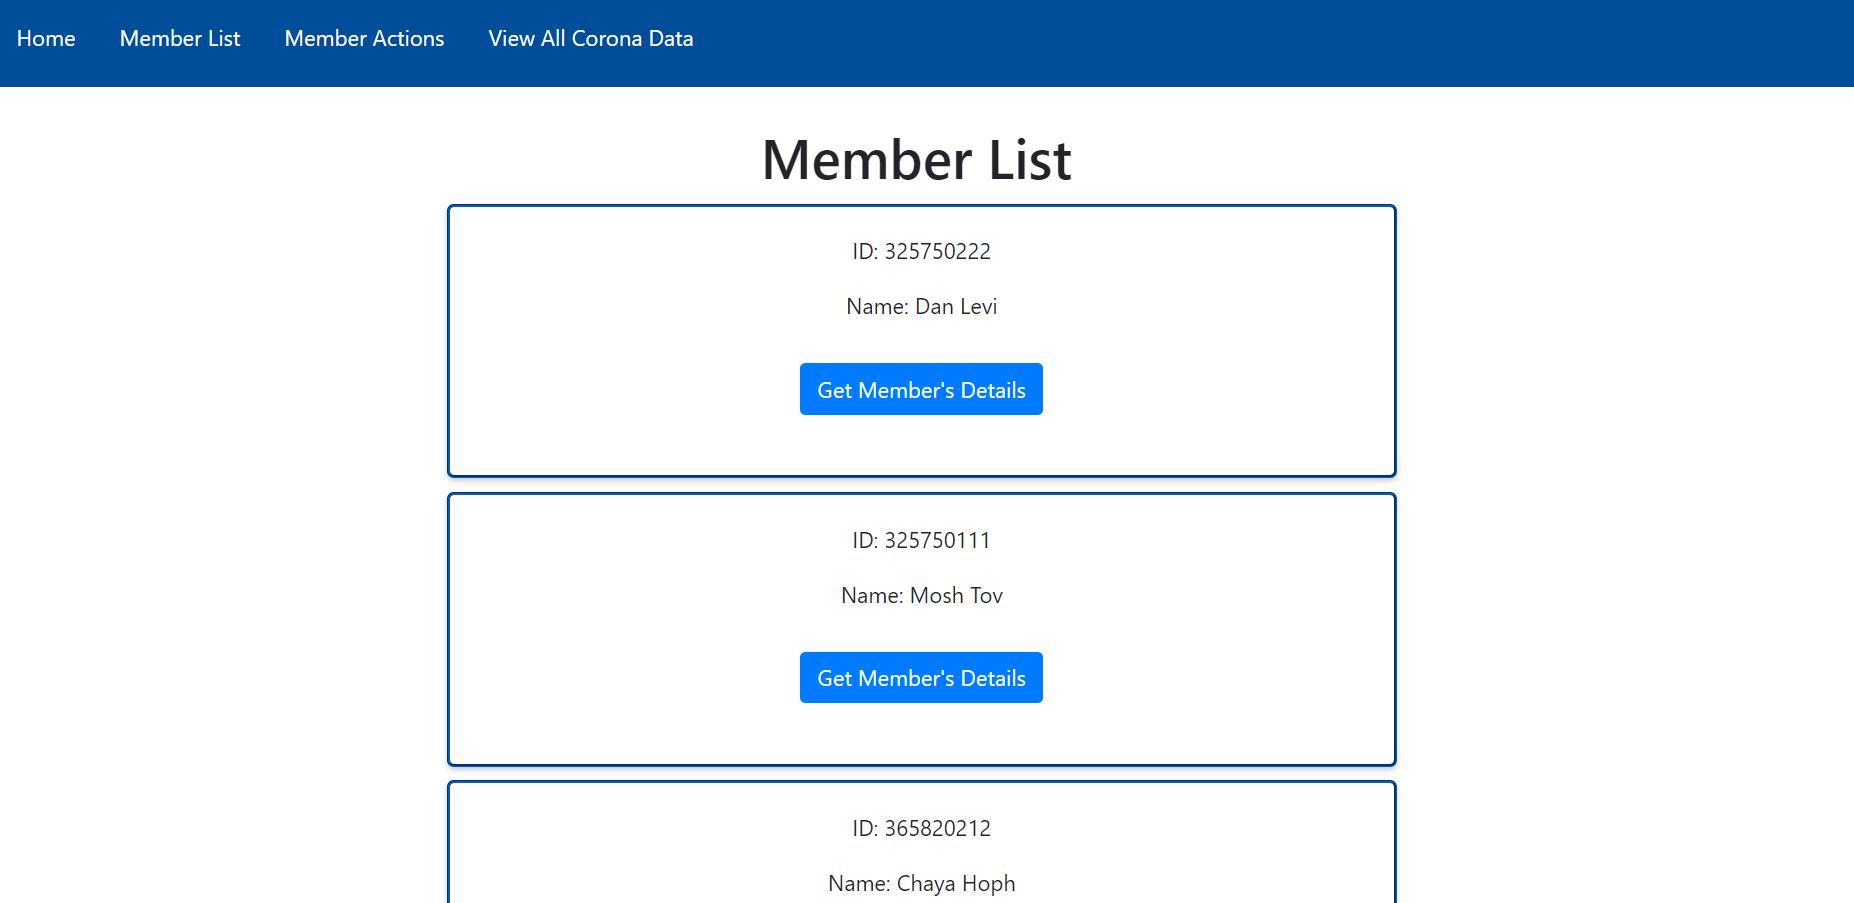 Home Member List Member Actions View All Corona Data
Member List
ID: 325750222
Name: Dan Levi
Get Member's Details
ID: 325750111
Name: Mosh Tov
Get Member's Details
ID: 365820212
Name: Chaya Hoph